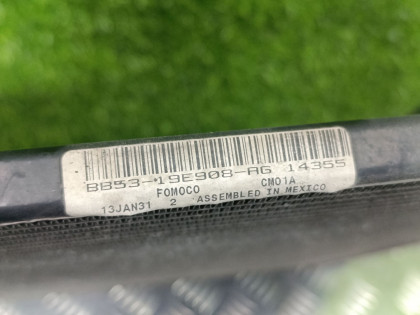 BB53-19E908-AG 14355
FOMOCO CM01A
13JAN31 2 ASSEMBLED IN MEXICO